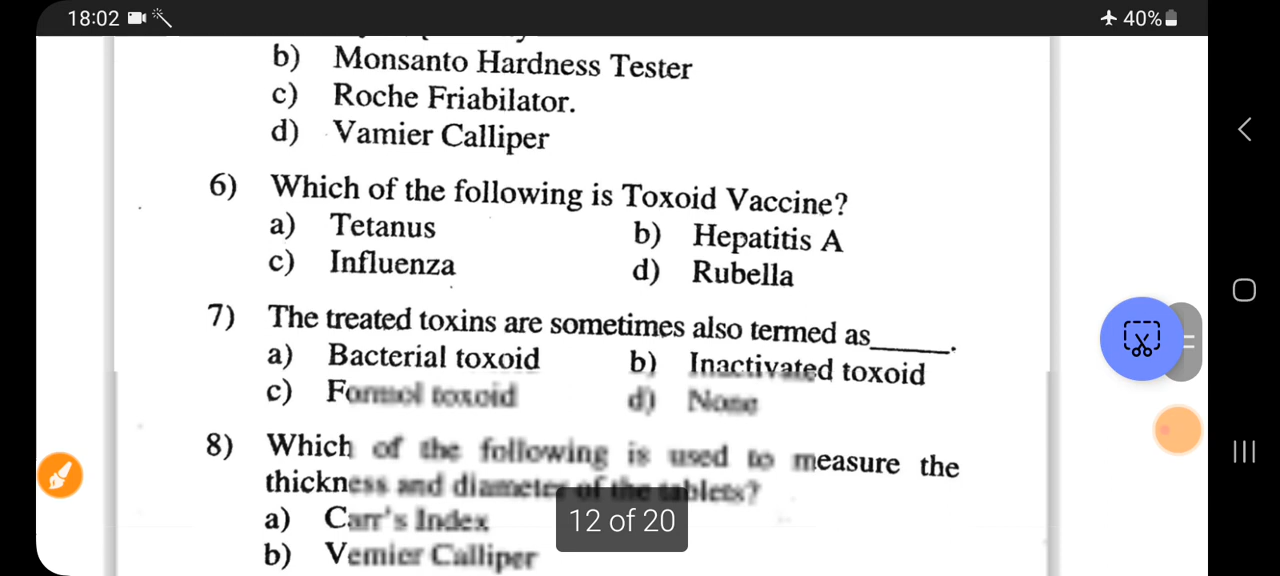 18:02 40%
b) Monsanto Hardness Tester
c) Roche Friabilator.
d) Vamier Calliper
6) Which of the following is Toxoid Vaccine?
a) Tetanus b) Hepatitis A
c) Influenza d) Rubella
7) The treated toxins are sometimes also termed as_____.
a) Bacterial toxoid b) Inactivated toxoid
c) Formol toxoid d) None
8) Which of the following is used to measure the
thickness and diameter of the tablets?
a) Carr's Index
12 of 20
b) Vernier Calliper